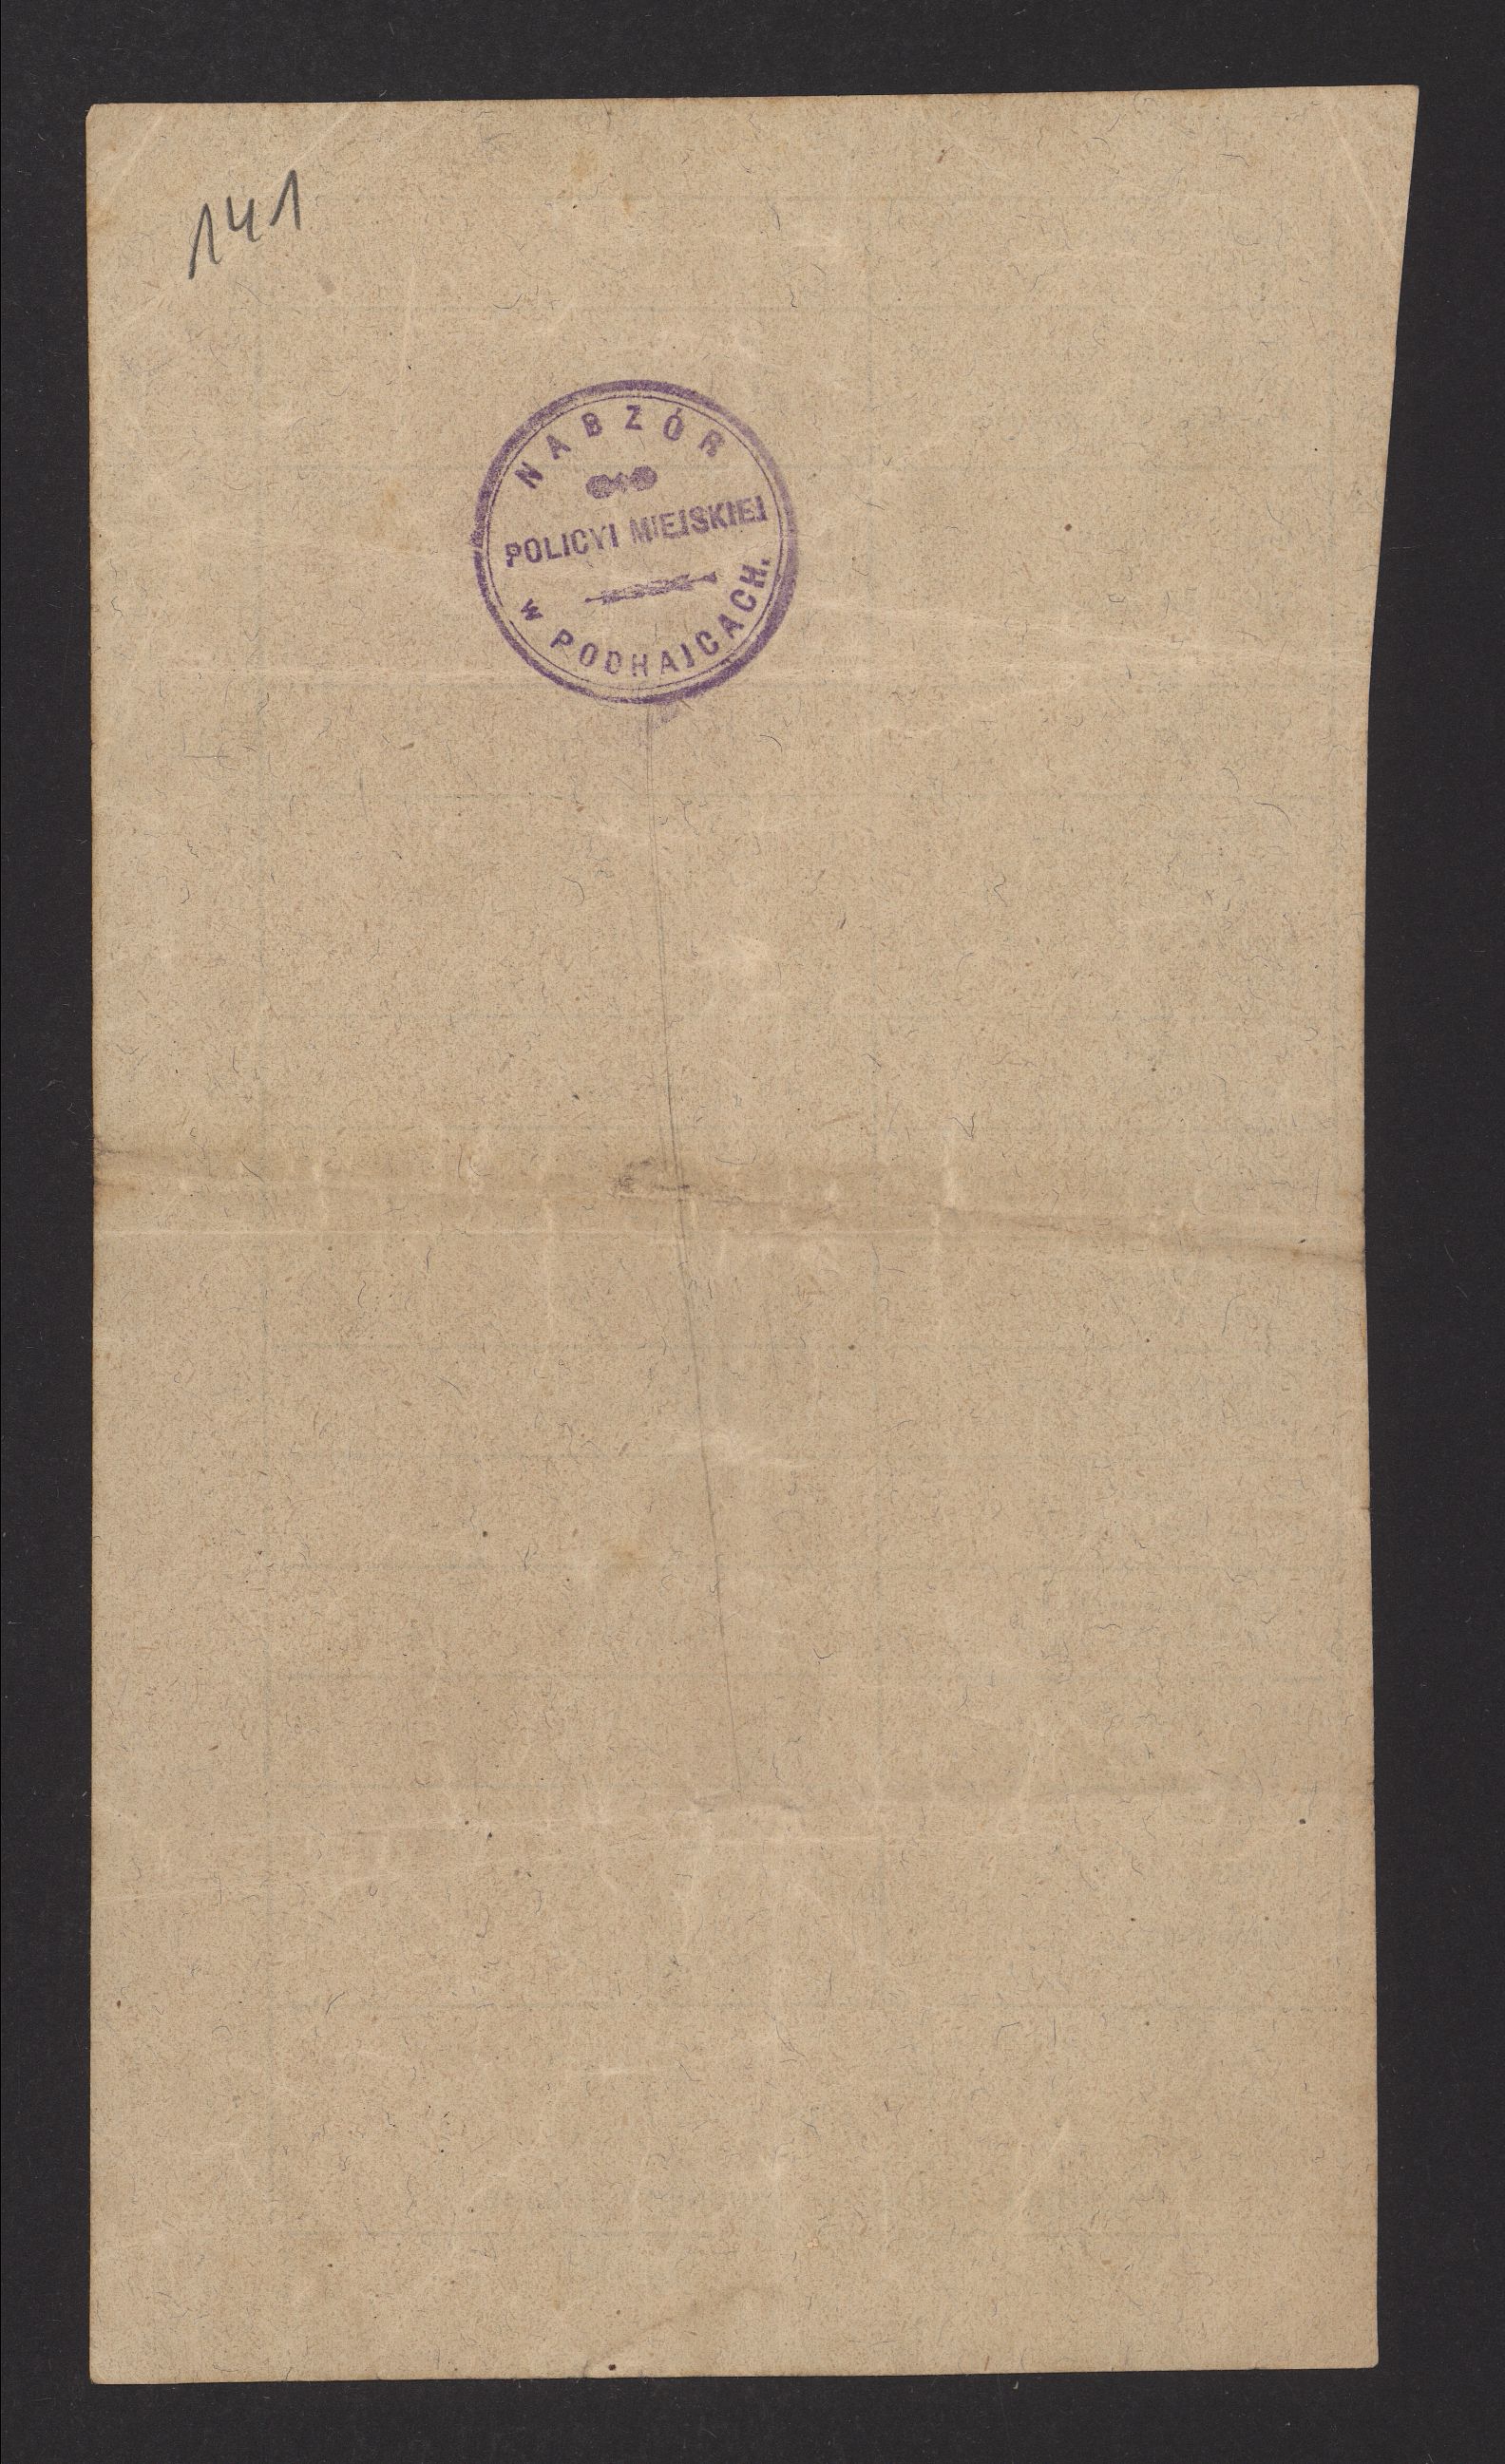 141
NADZÓR
POLICYI MIEJSKIEJ
w PODHAJCACH.